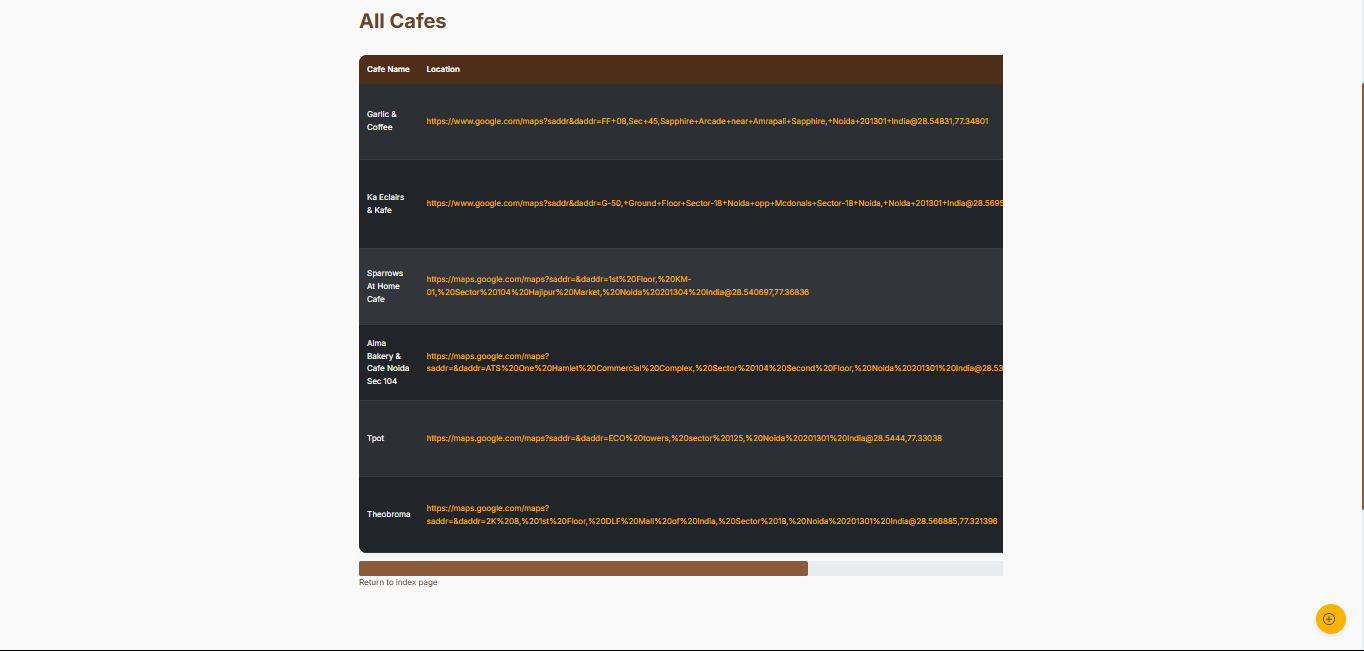 All Cafes
Cafe Name Location
Garlic &
Coffee
https://www.google.com/maps?saddr&daddr=FF+08,Sec+45,Sapphire+Arcade+near+Amrapali+Sapphire,+Noida+201301+India@28.54831,77.34801
Ka Eclairs
& Kafe
https://www.google.com/maps?saddr&daddr=G-50,+Ground+Floor+Sector-18+Noida+opp+Mcdonals+Sector-18+Noida,+Noida+201301+India@28.5695
Sparrows
At Home
Cafe
https://maps.google.com/maps?saddr=&daddr=1st%20Floor,%20KM-
01,%20Sector%20104%20Hajipur%20Market,%20Noida%20201304%20India@28.540697,77.36836
Alma
Bakery &
Cafe Noida
Sec 104
https://maps.google.com/maps?
saddr=&daddr=ATS%20One%20Hamlet%20Commercial%20Complex,%20Sector%20104%20Second%20Floor,%20Noida%20201301%20India@28.53
Tpot
https://maps.google.com/maps?saddr=&daddr=ECO%20towers,%20sector%20125,%20Noida%20201301%20India@28.5444,77.33038
Theobroma
https://maps.google.com/maps?
saddr=&daddr=2K%208,%201st%20Floor,%20DLF%20Mall%20of%20India,%20Sector%2018,%20Noida%20201301%20India@28.566885,77.321396
Return to index page